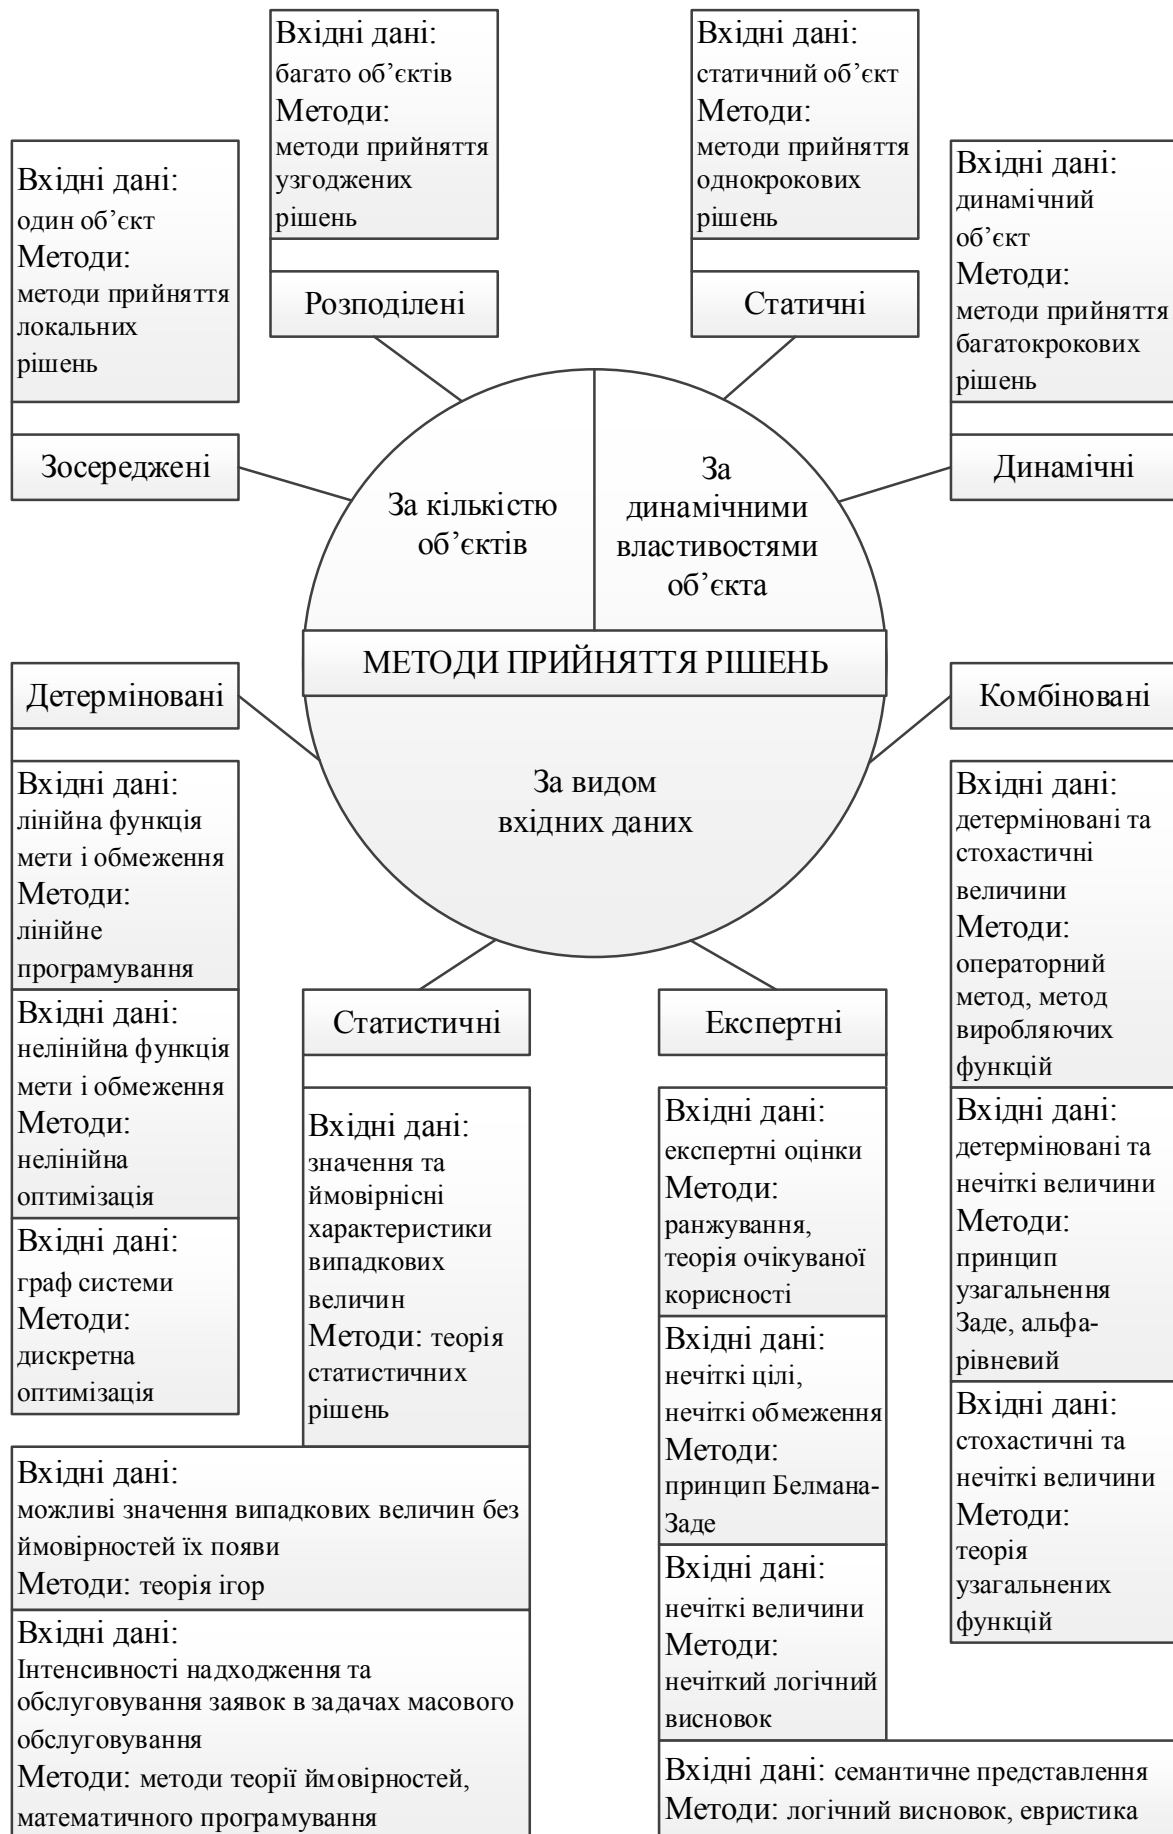 Вхідні дані:
багато об’єктів
Методи:
методи прийняття
узгоджених
рішень
Розподілені
Вхідні дані:
статичний об’єкт
Методи:
методи прийняття
однокрокових
рішень
Статичні
Вхідні дані:
один об’єкт
Методи:
методи прийняття
локальних
рішень
Зосереджені
Вхідні дані:
динамічний
об’єкт
Методи:
методи прийняття
багатокрокових
рішень
Динамічні
За кількістю
об’єктів
За
динамічними
властивостями
об’єкта
МЕТОДИ ПРИЙНЯТТЯ РІШЕНЬ
За видом
вхідних даних
Детерміновані
Вхідні дані:
лінійна функція
мети і обмеження
Методи:
лінійне
програмування
Вхідні дані:
нелінійна функція
мети і обмеження
Методи:
нелінійна
оптимізація
Вхідні дані:
граф системи
Методи:
дискретна
оптимізація
Статистичні
Вхідні дані:
значення та
ймовірнісні
характеристики
випадкових
величин
Методи: теорія
статистичних
рішень
Вхідні дані:
можливі значення випадкових величин без
ймовірностей їх появи
Методи: теорія ігор
Вхідні дані:
Інтенсивності надходження та
обслуговування заявок в задачах масового
обслуговування
Методи: методи теорії ймовірностей,
математичного програмування
Експертні
Вхідні дані:
експертні оцінки
Методи:
ранжування,
теорія очікуваної
корисності
Вхідні дані:
нечіткі цілі,
нечіткі обмеження
Методи:
принцип Белмана-
Заде
Вхідні дані:
нечіткі величини
Методи:
нечіткий логічний
висновок
Вхідні дані: семантичне представлення
Методи: логічний висновок, евристика
Комбіновані
Вхідні дані:
детерміновані та
стохастичні
величини
Методи:
операторний
метод, метод
виробляючих
функцій
Вхідні дані:
детерміновані та
нечіткі величини
Методи:
принцип
узагальнення
Заде, альфа-
рівневий
Вхідні дані:
стохастичні та
нечіткі величини
Методи:
теорія
узагальнених
функцій